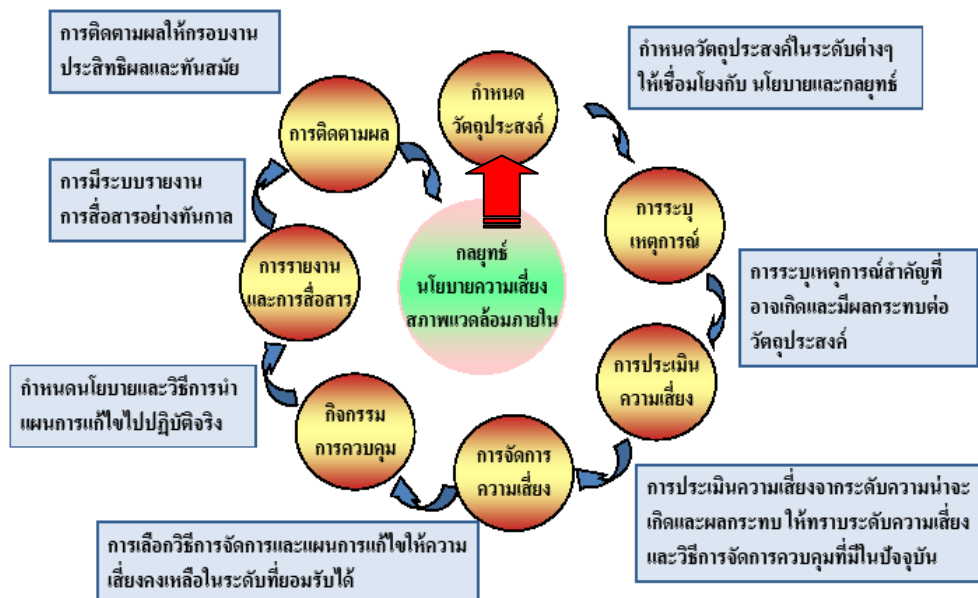 การติดตามผลให้กรอบงาน
ประสิทธิผลและทันสมัย
กำหนดวัตถุประสงค์ในระดับต่างๆ
ให้เชื่อมโยงกับ นโยบายและกลยุทธ์
กำหนด
วัตถุประสงค์
การติดตามผล
การมีระบบรายงาน
การสื่อสารอย่างทันกาล
การระบุ
เหตุการณ์
กลยุทธ์
นโยบายความเสี่ยง
สภาพแวดล้อมภายใน
การรายงาน
และการสื่อสาร
การระบุเหตุการณ์สำคัญที่
อาจเกิดและมีผลกระทบต่อ
วัตถุประสงค์
การประเมิน
ความเสี่ยง
กำหนดนโยบายและวิธีการนำ
แผนการแก้ไขไปปฏิบัติจริง
กิจกรรม
การควบคุม
การจัดการ
ความเสี่ยง
การประเมินความเสี่ยงจากระดับความน่าจะ
เกิดและผลกระทบ ให้ทราบระดับความเสี่ยง
และวิธีการจัดการควบคุมที่มีในปัจจุบัน
การเลือกวิธีการจัดการและแผนการแก้ไขให้ความ
เสี่ยงคงเหลือในระดับที่ยอมรับได้